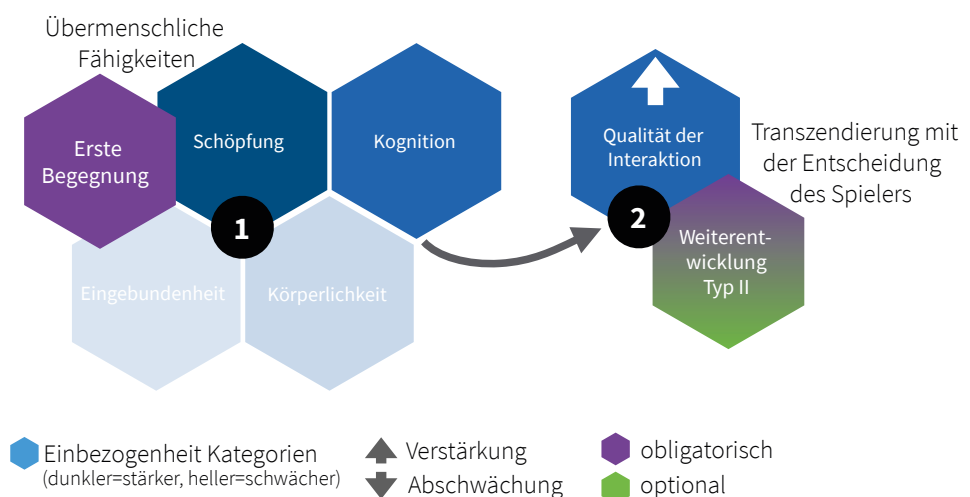 Übermenschliche
Fähigkeiten
Erste
Begegnung
Schöpfung
Kognition
1
Eingebundenheit
Körperlichkeit
Qualität der
Interaktion
2
Weiterent-
wicklung
Typ II
Transzendierung mit
der Entscheidung
des Spielers
Einbezogenheit Kategorien
(dunkler=stärker, heller=schwächer)
Verstärkung
Abschwächung
obligatorisch
optional